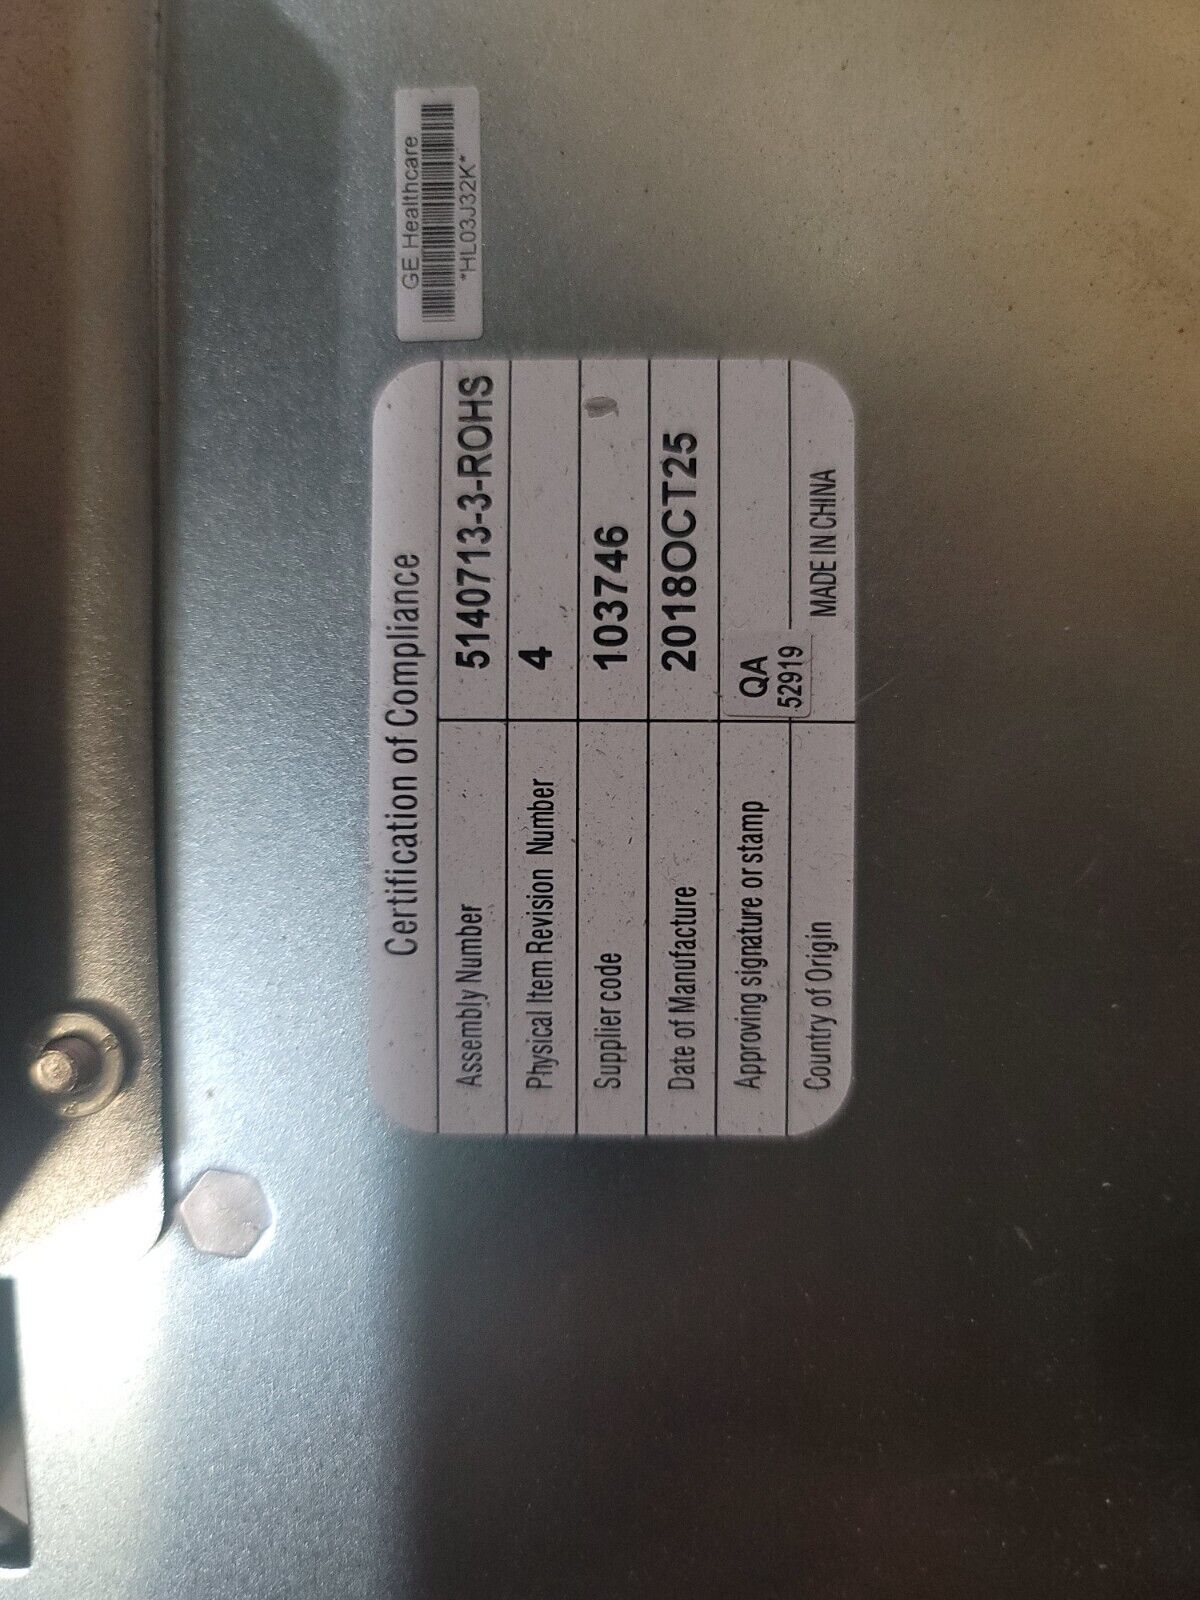 GE Healthcare
*HL03J32K*
Certification of Compliance
Assembly Number 5140713-3-ROHS
Physical Item Revision Number 4
Supplier code 103746
Date of Manufacture 2018OCT25
Approving signature or stamp QA
52919
Country of Origin MADE IN CHINA